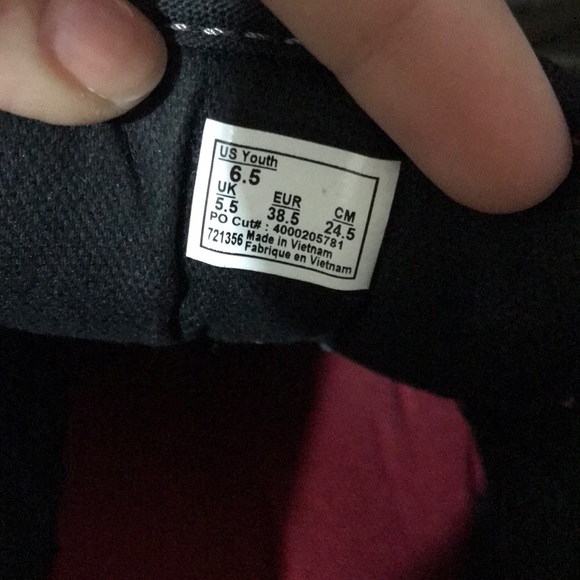 US Youth
6.5
UK EUR CM
5.5 38.5 24.5
PO Cut# : 4000205781
721356 Made in Vietnam
Fabrique en Vietnam